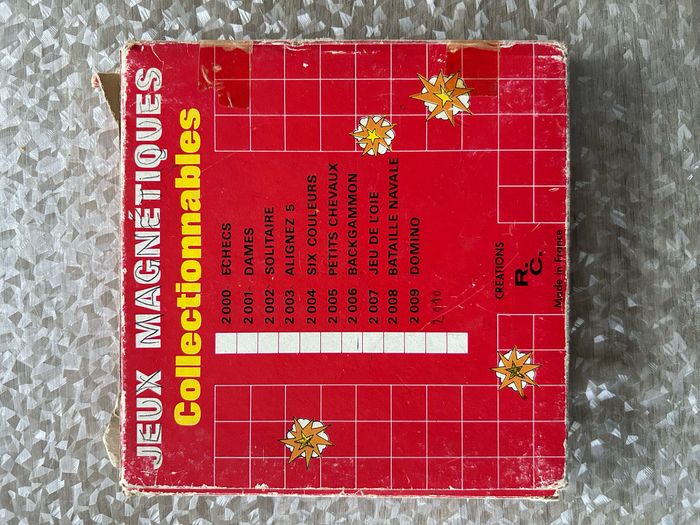 JEUX MAGNÉTIQUES
Collectionnables
2000 ECHECS
2001 DAMES
2002 SOLITAIRE
2003 ALIGNEZ 5
2004 SIX COULEURS
2005 PETITS CHEVAUX
2006 BACKGAMMON
2007 JEU DE L'OIE
2008 BATAILLE NAVALE
2009 DOMINO
CREATIONS
R.C.
Made in France